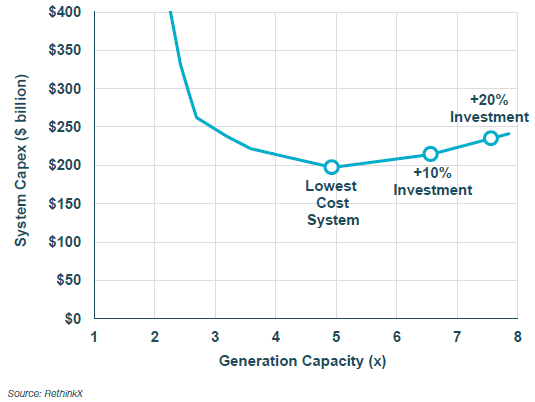 $400
$350
$300
$250
$200
$150
$100
$50
$0
System Capex ($ billion)
+20%
Investment
+10%
Investment
Lowest
Cost
System
1 2 3 4 5 6 7 8
Generation Capacity (x)
Source: RethinkX